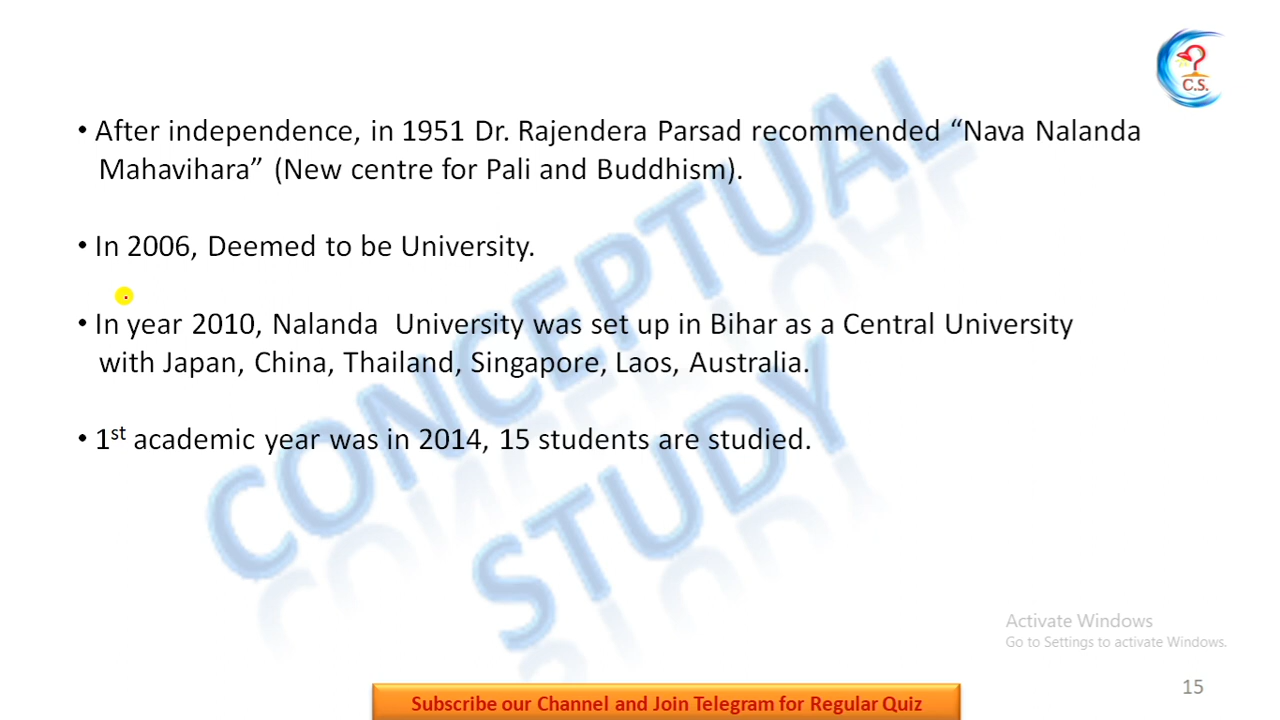 C.S.
• After independence, in 1951 Dr. Rajendera Parsad recommended “Nava Nalanda
Mahavihara” (New centre for Pali and Buddhism).
• In 2006, Deemed to be University.
• In year 2010, Nalanda  University was set up in Bihar as a Central University
with Japan, China, Thailand, Singapore, Laos, Australia.
• 1st academic year was in 2014, 15 students are studied.
CONCEPTUAL
STUDY
Activate Windows
Go to Settings to activate Windows.
15
Subscribe our Channel and Join Telegram for Regular Quiz